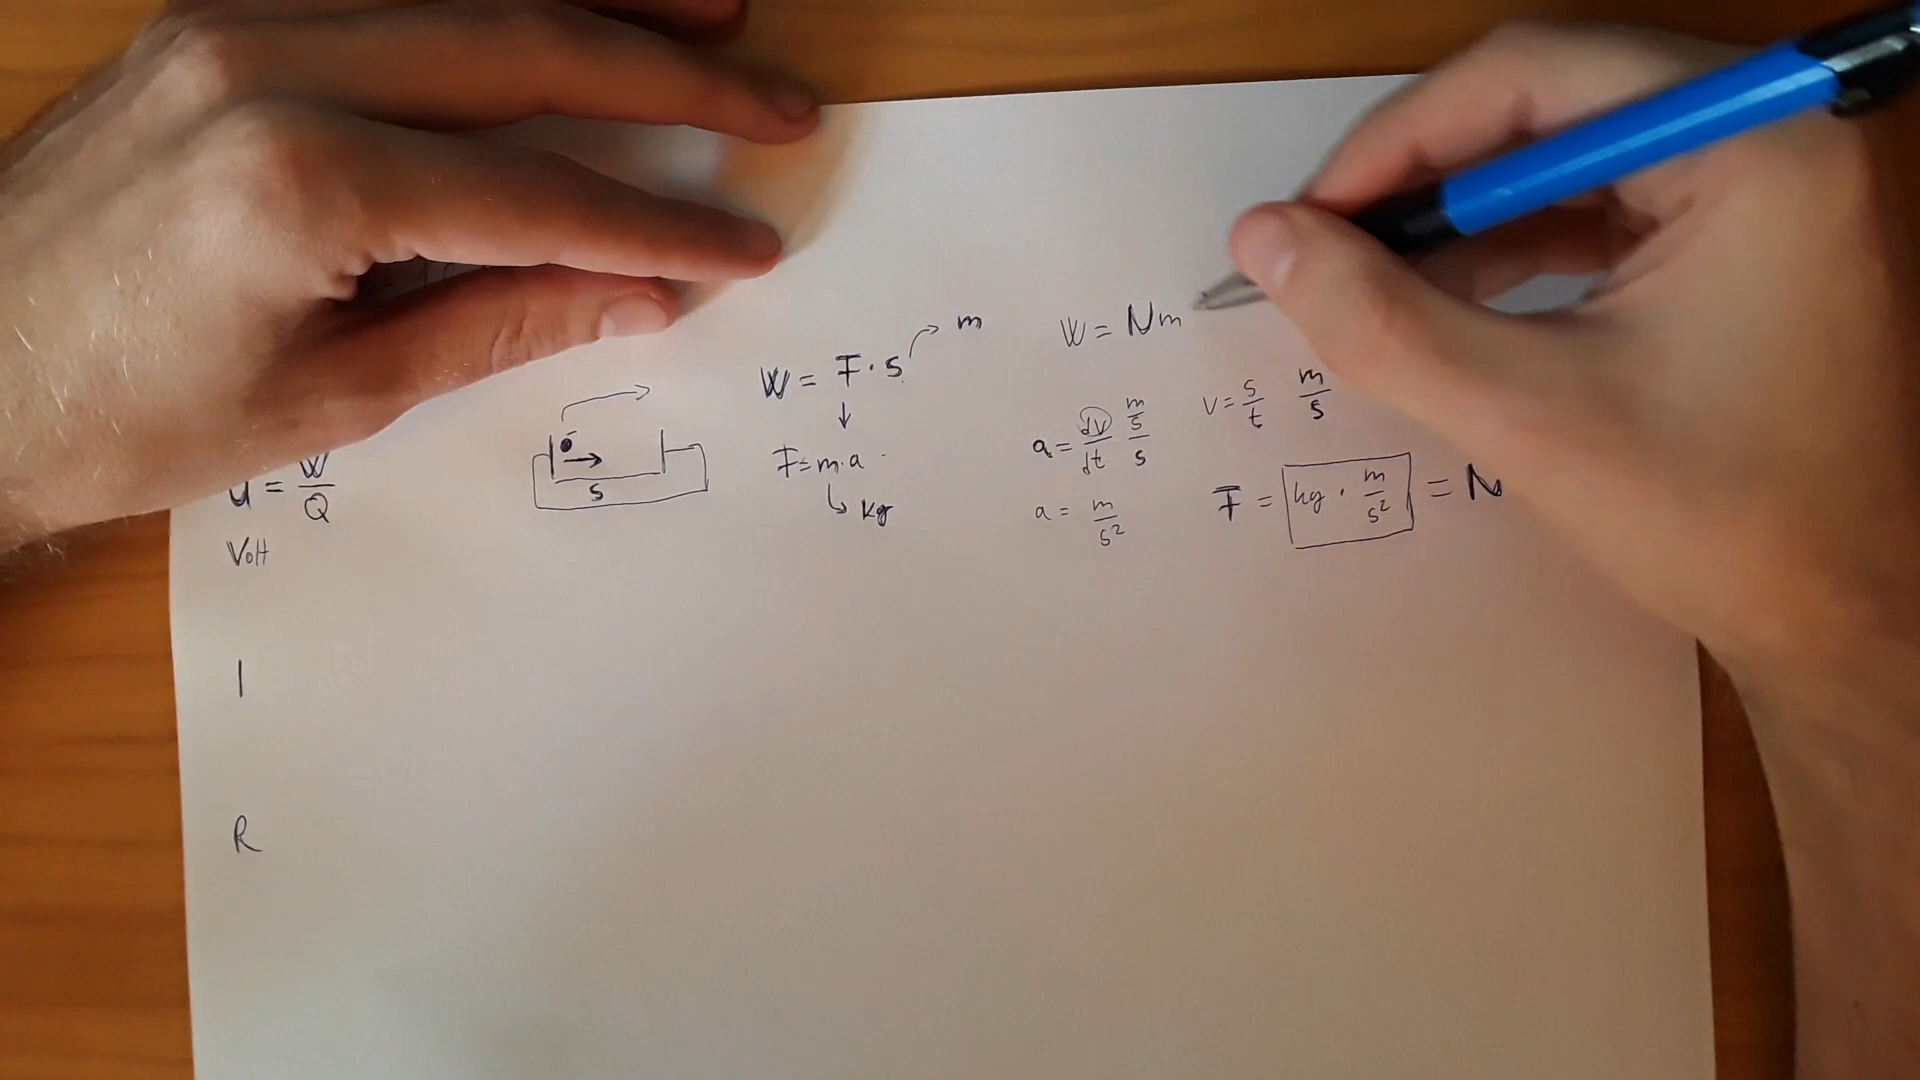 U = W/Q
Volt
I
R
s
W = F · s → m
↓
F = m · a
↳ kg
W = Nm
a = dv/dt m/s/s
v = s/t m/s
a = m/s²
F = kg · m/s² = N